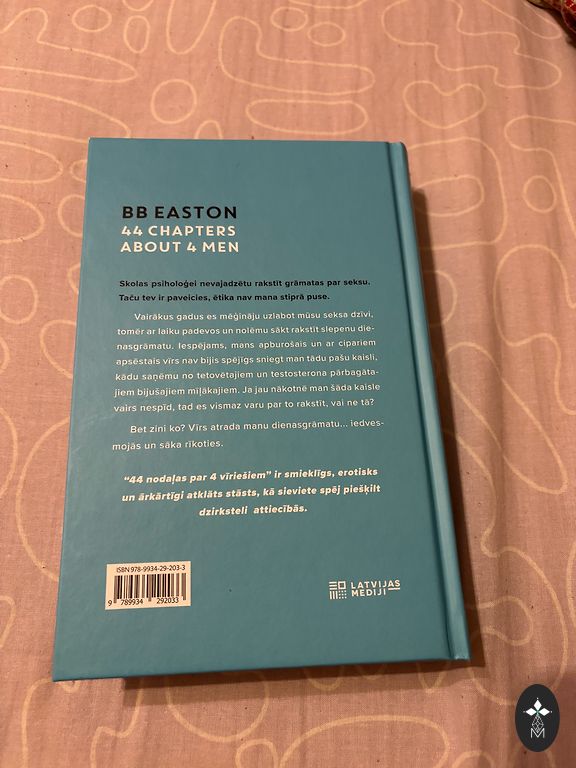 BB EASTON
44 CHAPTERS
ABOUT 4 MEN
Skolas psiholoģei nevajadzētu rakstīt grāmatas par seksu.
Taču tev ir paveicies, ētika nav mana stiprā puse.
Vairākus gadus es mēģināju uzlabot mūsu seksa dzīvi,
tomēr ar laiku padevos un nolēmu sākt rakstīt slepenu die-
nasgrāmatu. Iespējams, mans apburošais un ar cipariem
apsēstais vīrs nav bijis spējīgs sniegt man tādu pašu kaisli,
kādu saņēmu no tetovētajiem un testosterona pārbagāta-
jiem bijušajiem mīļākajiem. Ja jau nākotnē man šāda kaisle
vairs nespīd, tad es vismaz varu par to rakstīt, vai ne tā?
Bet zini ko? Vīrs atrada manu dienasgrāmatu... iedves-
mojās un sāka rīkoties.
"44 nodaļas par 4 vīriešiem" ir smieklīgs, erotisks
un ārkārtīgi atklāts stāsts, kā sieviete spēj piešķilt
dzirksteli attiecībās.
ISBN 978-9934-29-203-3
9 789934 292033
LATVIJAS
MEDIJI
M